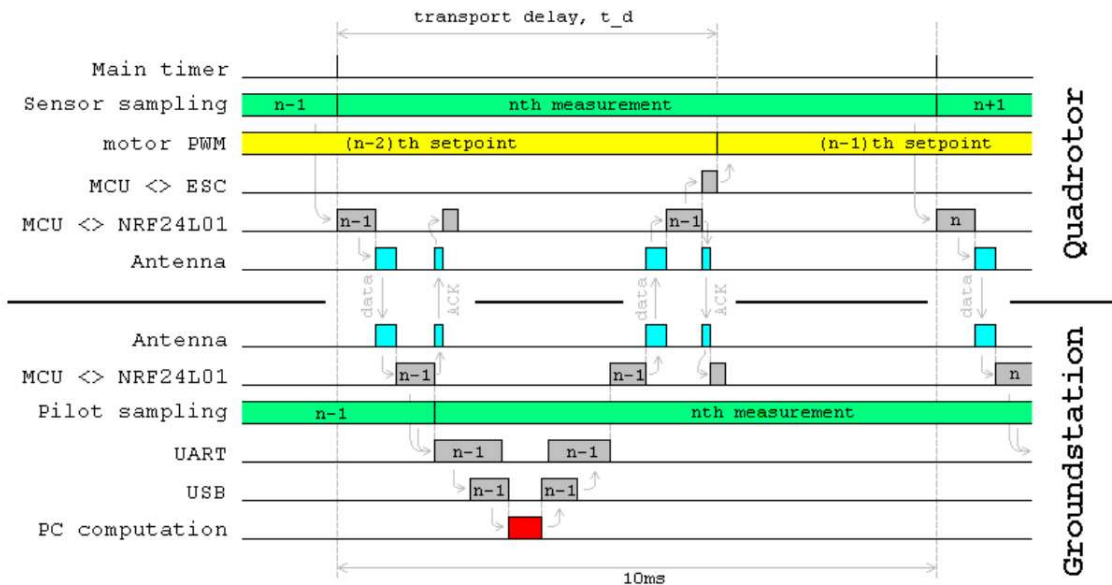 transport delay, t_d
Main timer
Sensor sampling n-1 nth measurement n+1
motor PWM (n-2)th setpoint (n-1)th setpoint
MCU <> ESC
MCU <> NRF24L01 n-1 n-1 n
Antenna
Quadrotor
data ACK data ACK data
Antenna
MCU <> NRF24L01 n-1 n-1 n
Pilot sampling n-1 nth measurement
UART n-1 n-1
USB n-1 n-1
PC computation
Groundstation
10ms